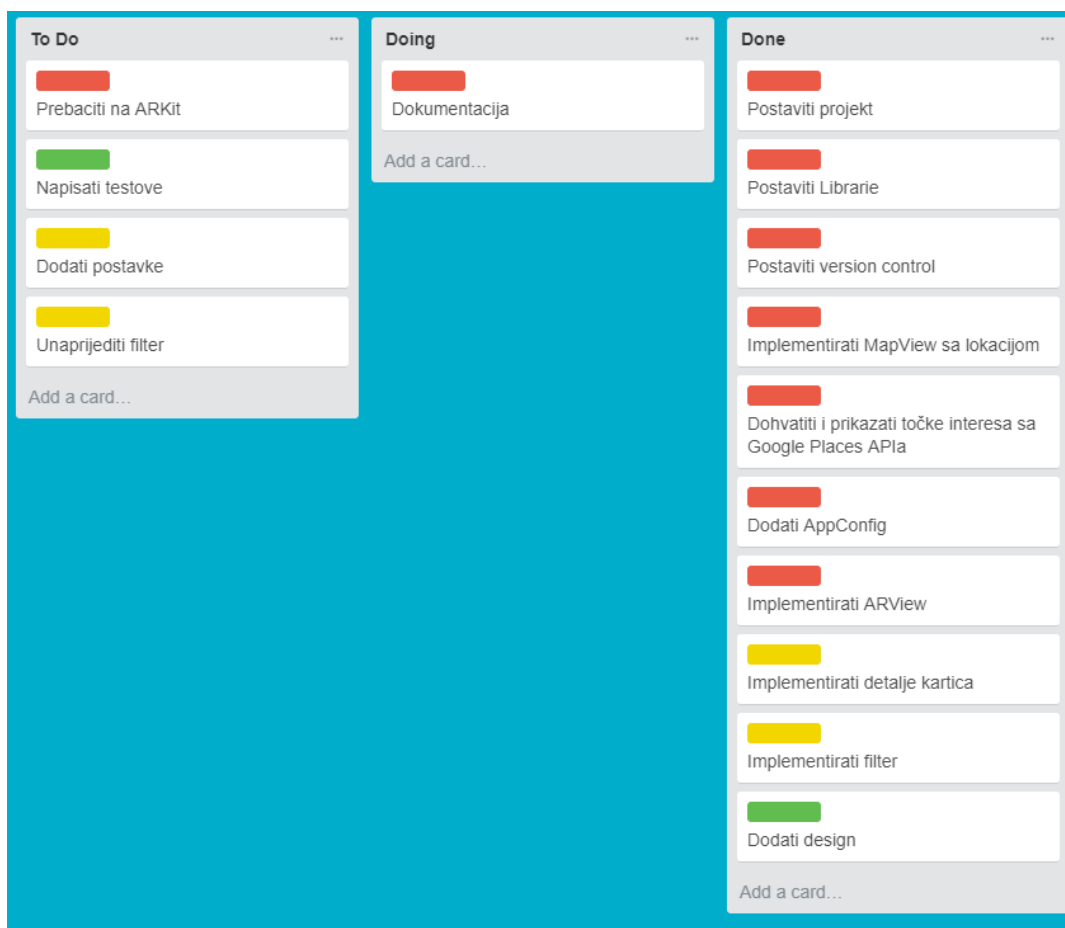 To Do
Prebaciti na ARKit
Napisati testove
Dodati postavke
Unaprijediti filter
Add a card...
Doing
Dokumentacija
Add a card...
Done
Postaviti projekt
Postaviti Librarie
Postaviti version control
Implementirati MapView sa lokacijom
Dohvatiti i prikazati točke interesa sa
Google Places APIa
Dodati AppConfig
Implementirati ARView
Implementirati detalje kartica
Implementirati filter
Dodati design
Add a card...